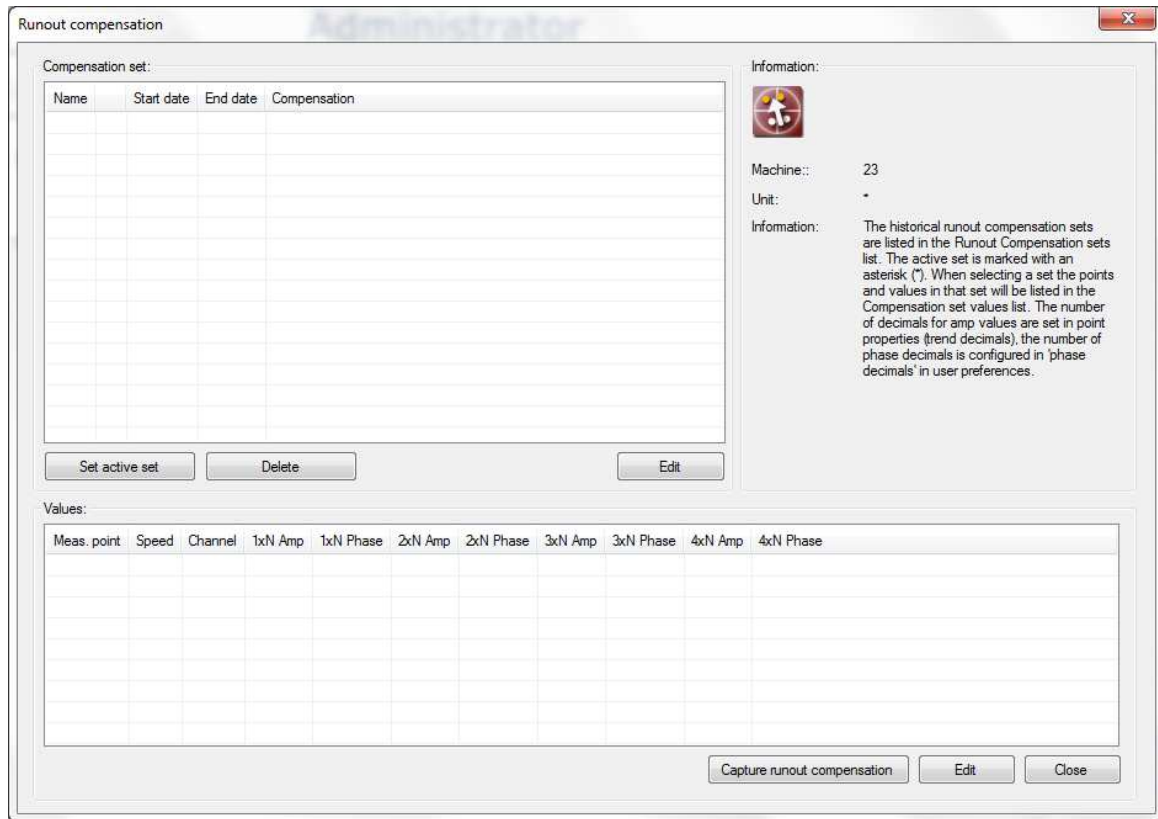 Administrator
Runout compensation
Compensation set:
Name Start date End date Compensation
Set active set Delete Edit
Information:
Machine:: 23
Unit: *
Information: The historical runout compensation sets
are listed in the Runout Compensation sets
list. The active set is marked with an
asterisk (*). When selecting a set the points
and values in that set will be listed in the
Compensation set values list. The number
of decimals for amp values are set in point
properties (trend decimals), the number of
phase decimals is configured in 'phase
decimals' in user preferences.
Values:
Meas. point Speed Channel 1xN Amp 1xN Phase 2xN Amp 2xN Phase 3xN Amp 3xN Phase 4xN Amp 4xN Phase
Capture runout compensation Edit Close